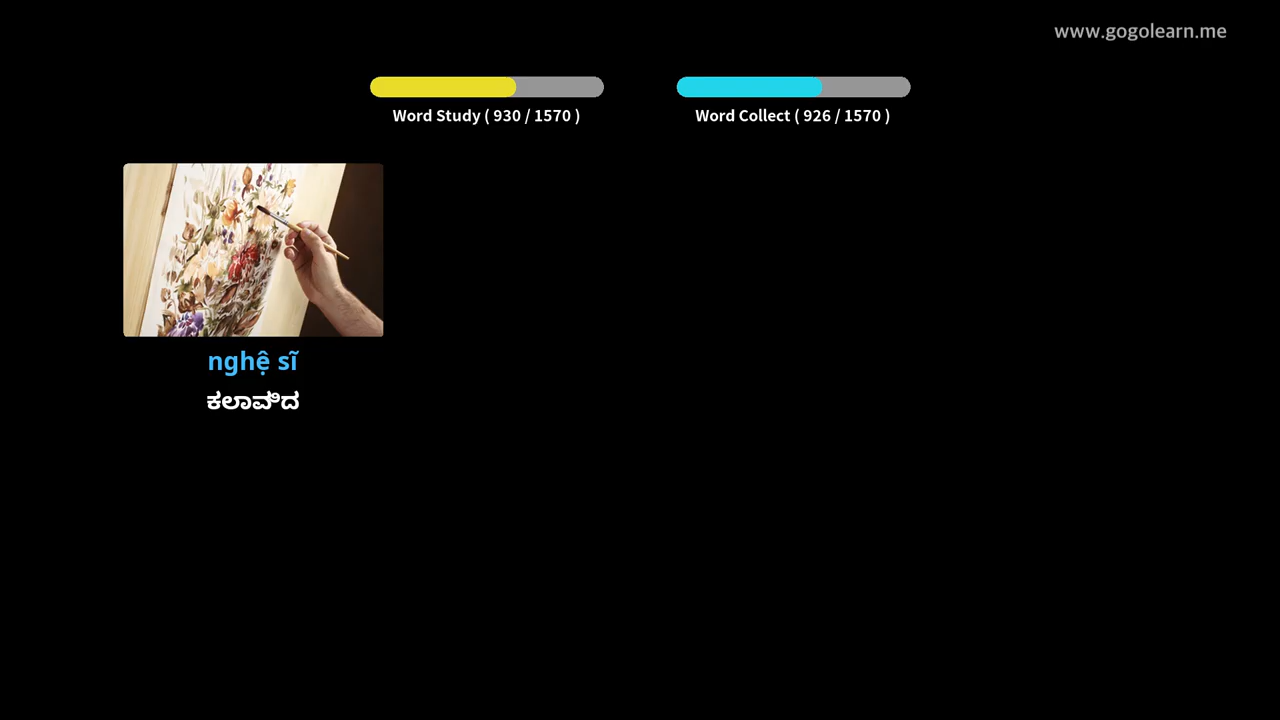 www.gogolearn.me
Word Study ( 930 / 1570 )
Word Collect ( 926 / 1570 )
nghệ sĩ
ಕಲಾವಿದ